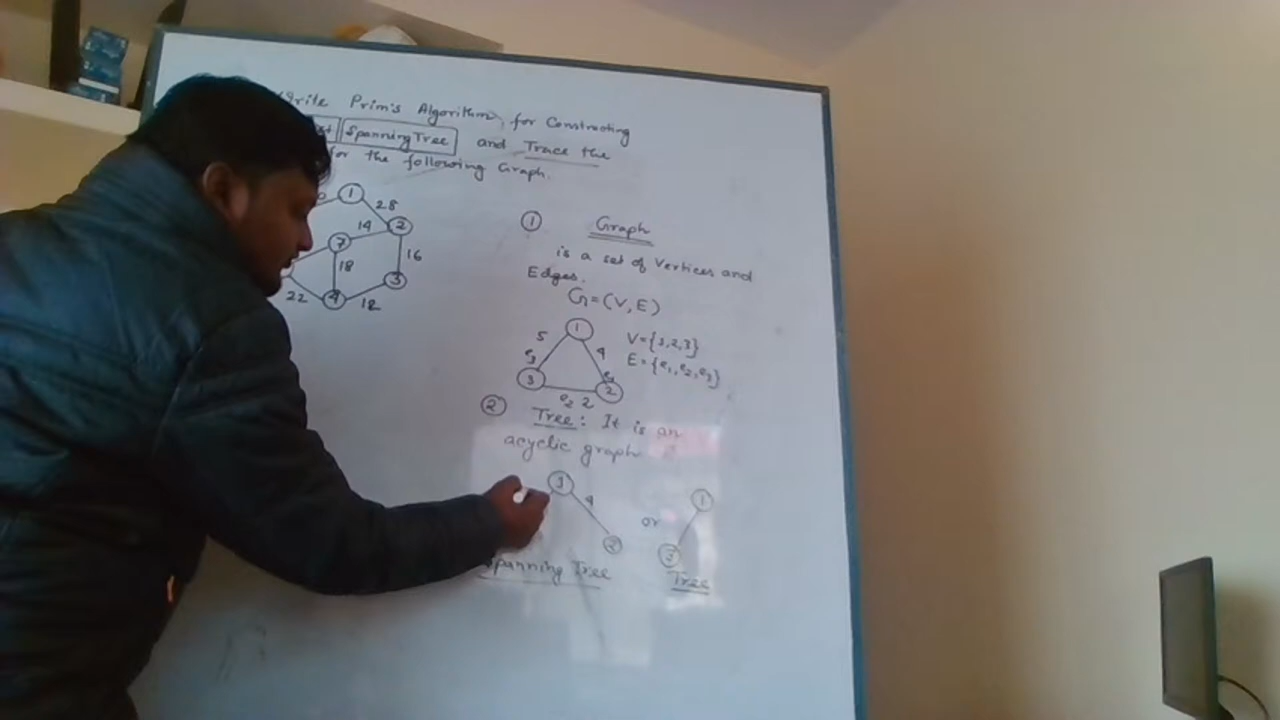 Write Prim's Algorithm, for Constructing
Spanning Tree and Trace the
for the following Graph.
1 28
14 2
7 16
18
3
22 4 12
① Graph
is a set of Vertices and
Edges.
G=(V,E)
1
5 4 V={1,2,3}
e3 E={e1,e2,e3}
3 2
e2 2
② Tree: It is an
acyclic graph
1 4 1
or
2 3
Spanning Tree Tree